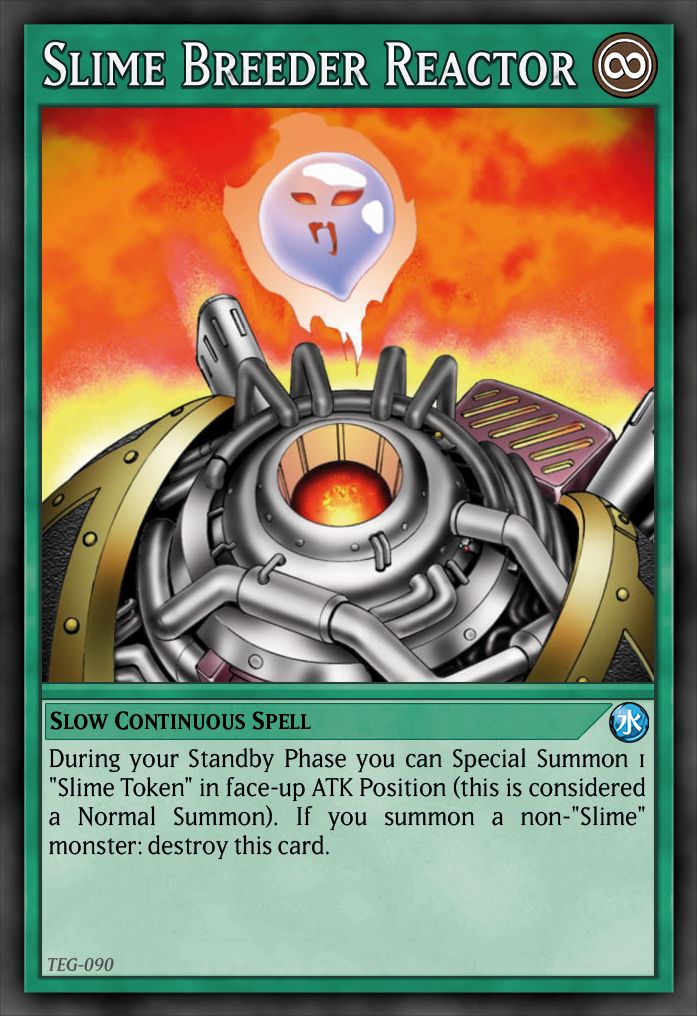 Slime Breeder Reactor
Slow Continuous Spell
水
During your Standby Phase you can Special Summon 1
"Slime Token" in face-up ATK Position (this is considered
a Normal Summon). If you summon a non-"Slime"
monster: destroy this card.
TEG-090